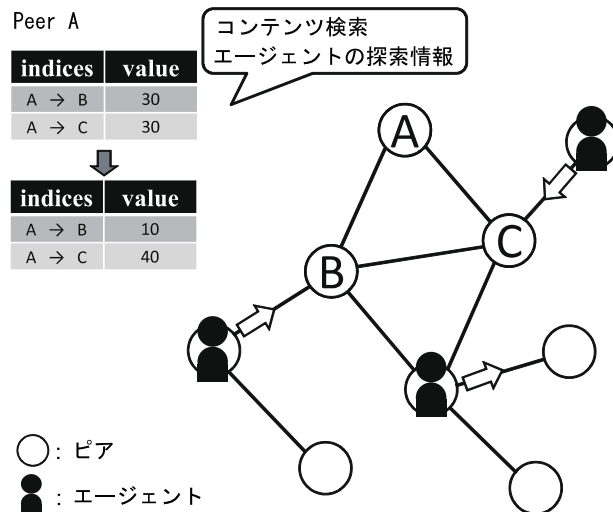 Peer A
コンテンツ検索
エージェントの探索情報
indices value
A → B 30
A → C 30
indices value
A → B 10
A → C 40
A
C
B
: ピア
: エージェント